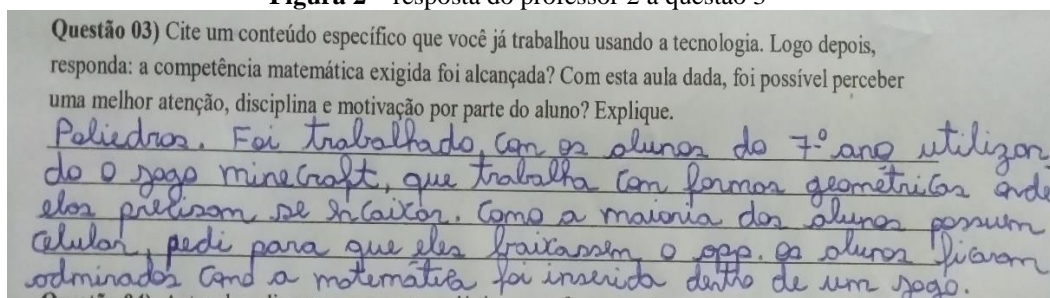 Figura 2 – resposta do professor 2 à questão 3
Questão 03) Cite um conteúdo específico que você já trabalhou usando a tecnologia. Logo depois,
responda: a competência matemática exigida foi alcançada? Com esta aula dada, foi possível perceber
uma melhor atenção, disciplina e motivação por parte do aluno? Explique.
Poliedros. Foi trabalhado, com os alunos do 7º ano utilizan
do o jogo minecraft, que trabalha com formas geométricas onde
elas precisam se encaixar. Como a maioria dos alunos possuem
celular, pedi para que eles baixassem o app. os alunos ficaram
adminados como a matemática foi inserida dentro de um jogo.